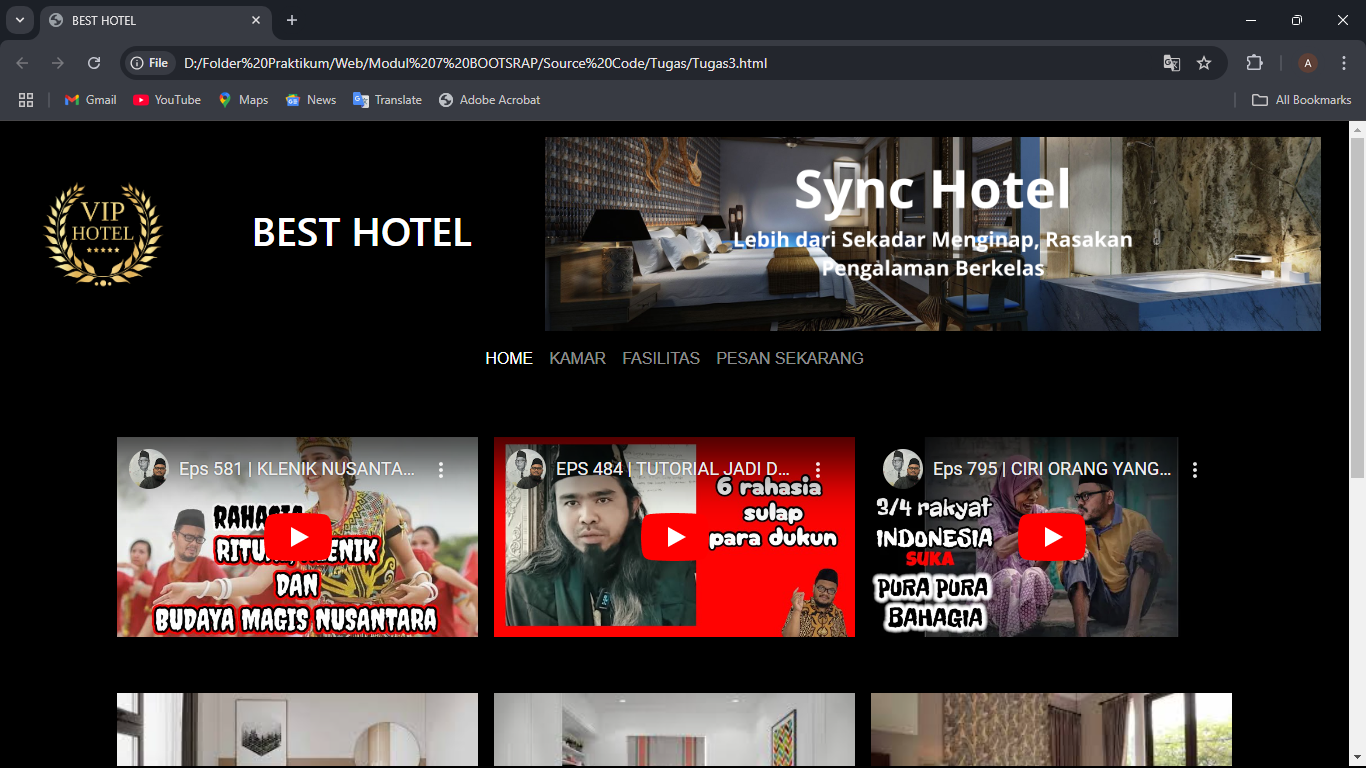 BEST HOTEL
File
D:/Folder%20Praktikum/Web/Modul%207%20BOOTSRAP/Source%20Code/Tugas/Tugas3.html
A
Gmail
YouTube
Maps
News
Translate
Adobe Acrobat
All Bookmarks
VIP
HOTEL
BEST HOTEL
Sync Hotel
Lebih dari Sekadar Menginap, Rasakan
Pengalaman Berkelas
HOME
KAMAR
FASILITAS
PESAN SEKARANG
Eps 581 | KLENIK NUSANTA...
RAHASIA
RITUAL, KLENIK
DAN
BUDAYA MAGIS NUSANTARA
EPS 484 | TUTORIAL JADI D...
6 rahasia
sulap
para dukun
Eps 795 | CIRI ORANG YANG...
3/4 rakyat
INDONESIA
SUKA
PURA PURA
BAHAGIA